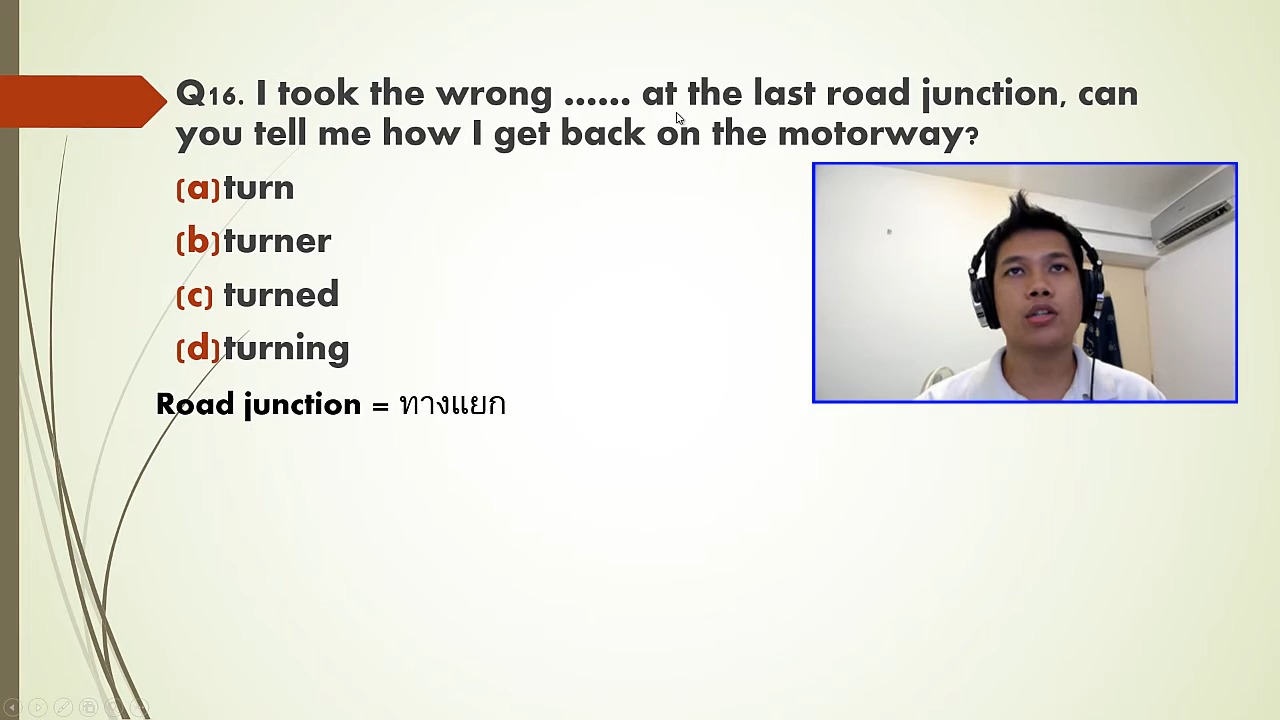 Q16. I took the wrong ...... at the last road junction, can
you tell me how I get back on the motorway?
(a)turn
(b)turner
(c) turned
(d)turning
Road junction = ทางแยก